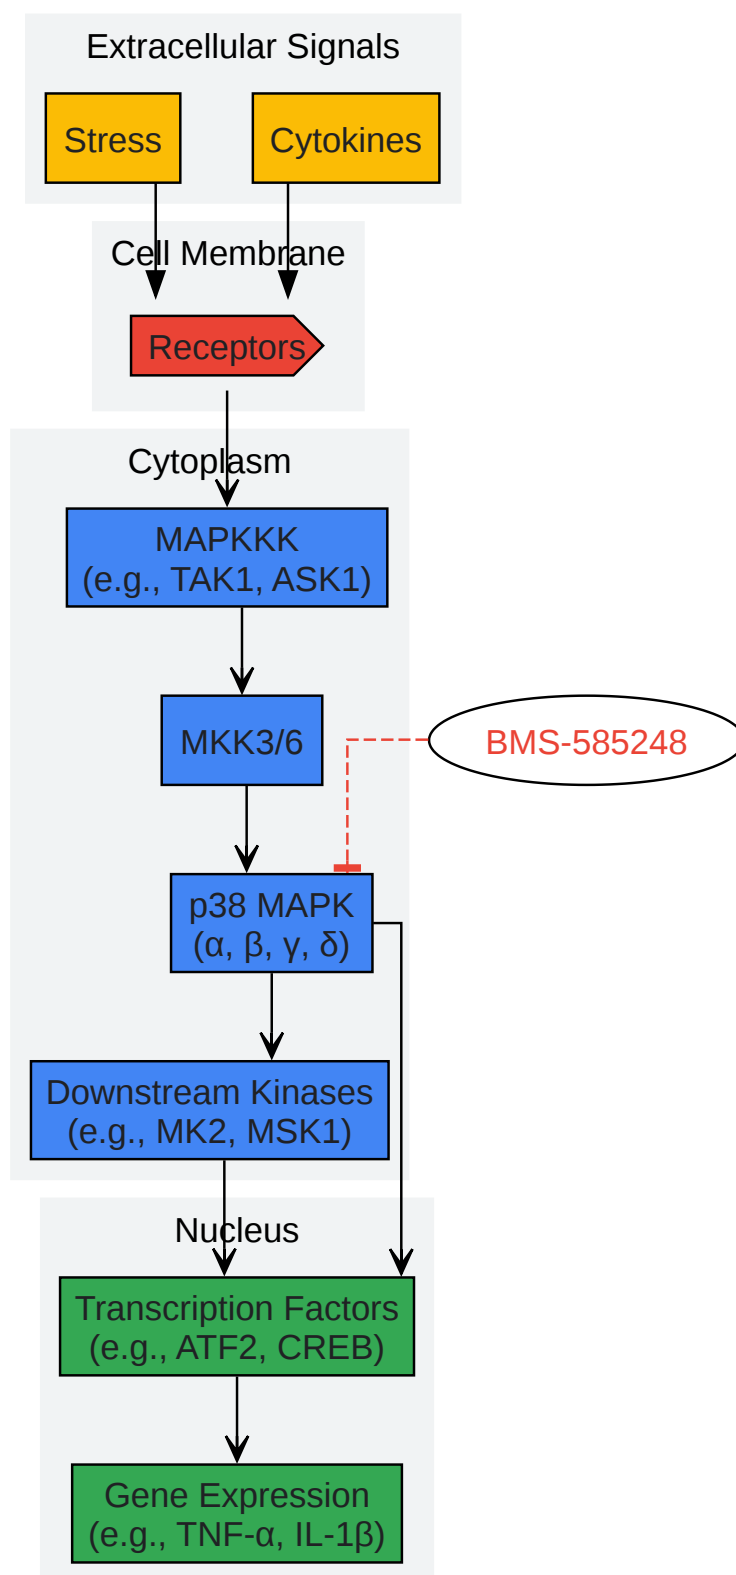 Extracellular Signals
Stress
Cytokines
Cell Membrane
Receptors
Cytoplasm
MAPKKK
(e.g., TAK1, ASK1)
MKK3/6
BMS-585248
p38 MAPK
(α, β, γ, δ)
Downstream Kinases
(e.g., MK2, MSK1)
Nucleus
Transcription Factors
(e.g., ATF2, CREB)
Gene Expression
(e.g., TNF-α, IL-1β)